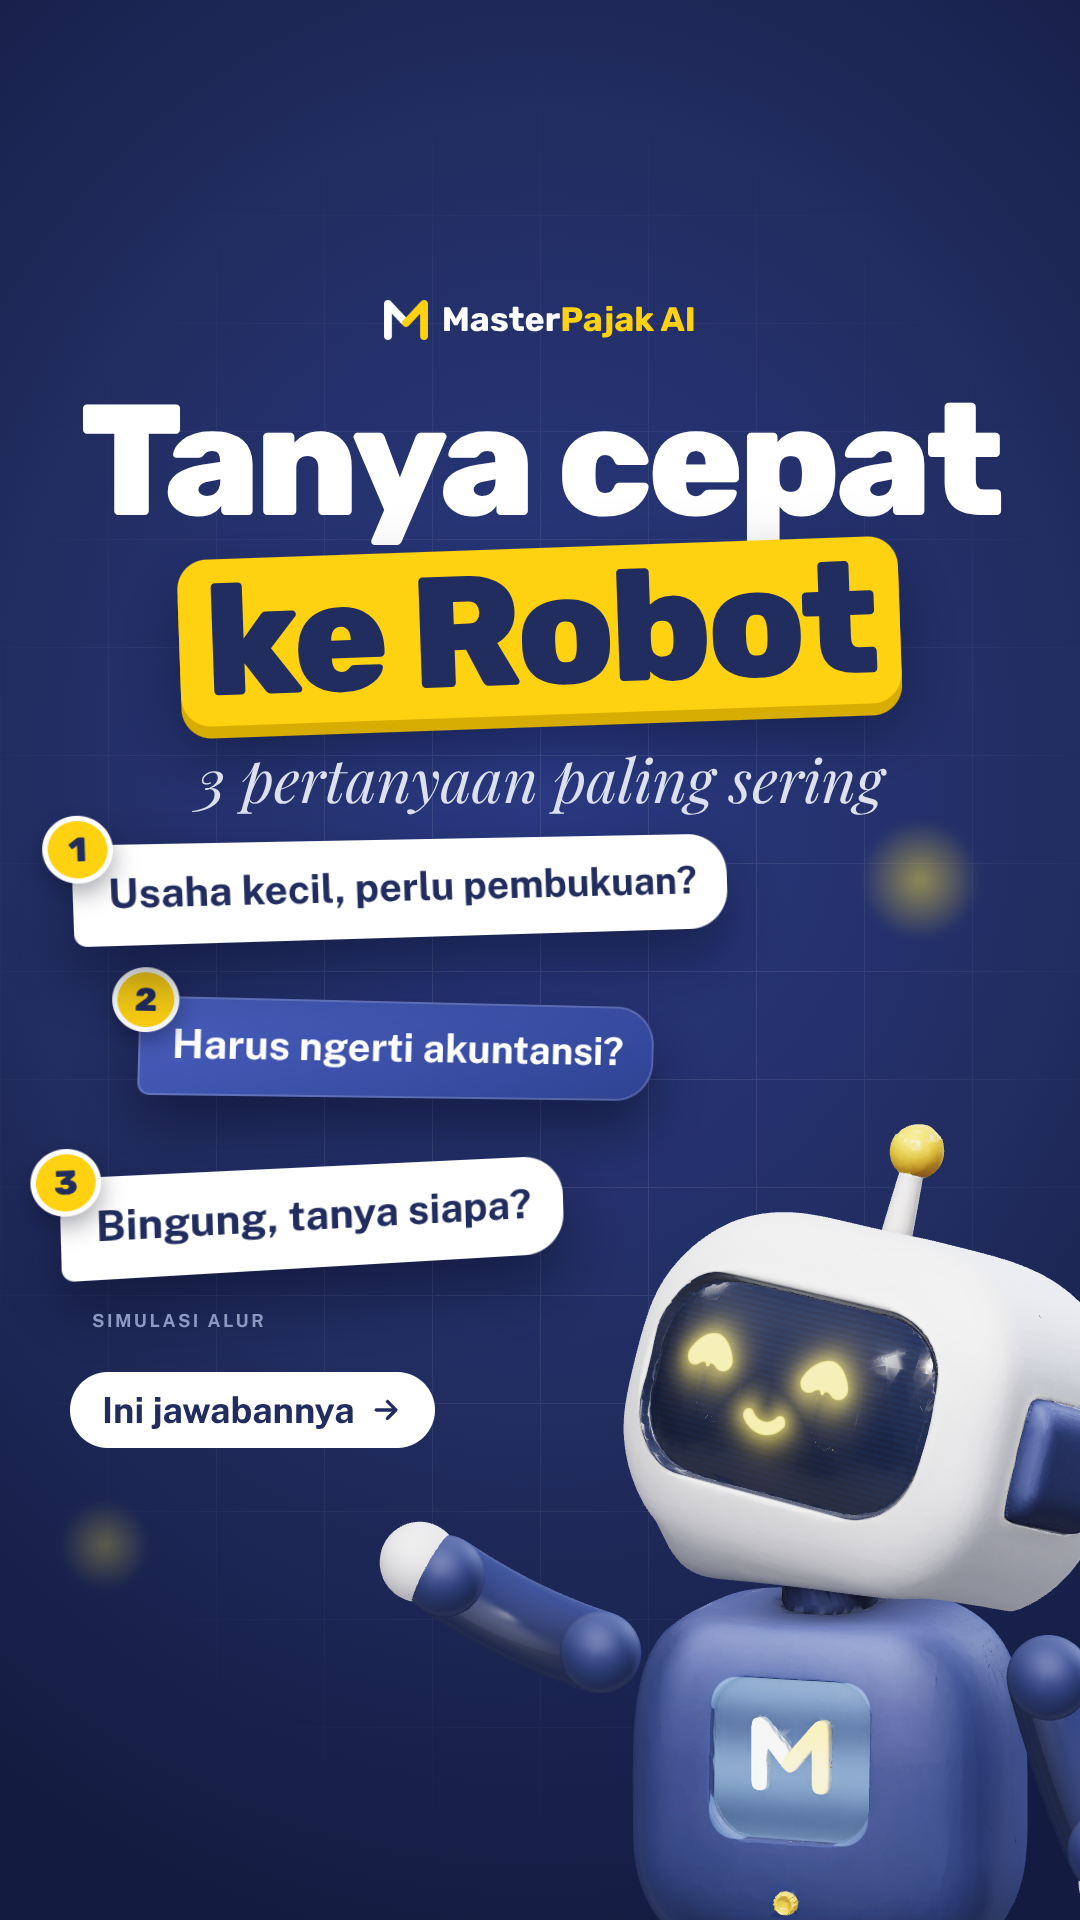 MasterPajak AI
Tanya cepat
ke Robot
3 pertanyaan paling sering
1
Usaha kecil, perlu pembukuan?
2
Harus ngerti akuntansi?
3
Bingung, tanya siapa?
SIMULASI ALUR
Ini jawabannya →
M